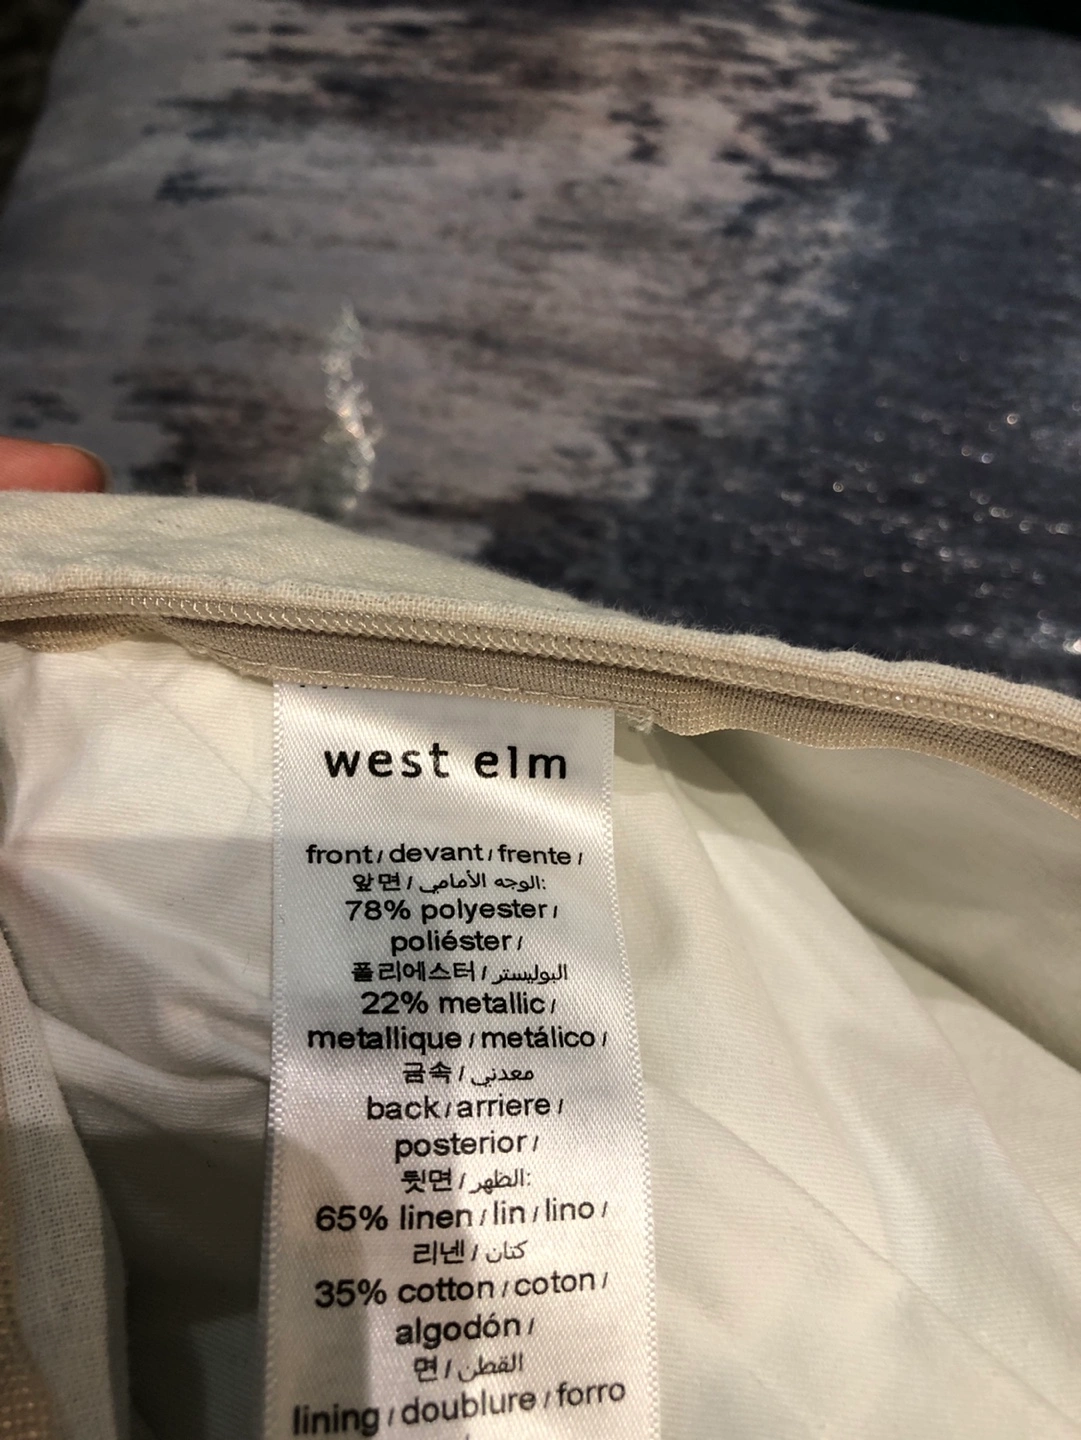 west elm
front / devant / frente /
앞면 / الوجه الأمامي:
78% polyester /
poliéster /
폴리에스터 / البوليستر
22% metallic /
metallique / metálico /
금속 / معدني
back / arriere /
posterior /
뒷면 / الظهر:
65% linen / lin / lino /
리넨 / كتان
35% cotton / coton /
algodón /
면 / القطن
lining / doublure / forro